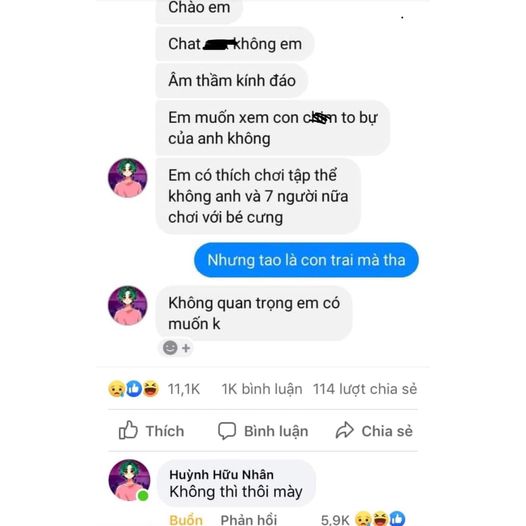 Chào em
Chat không em
Âm thầm kính đáo
Em muốn xem con to bự
của anh không
Em có thích chơi tập thể
không anh và 7 người nữa
chơi với bé cưng
Nhưng tao là con trai mà tha
Không quan trọng em có
muốn k
11,1K 1K bình luận 114 lượt chia sẻ
Thích Bình luận Chia sẻ
Huỳnh Hữu Nhân
Không thì thôi mày
Buồn Phản hồi 5,9K